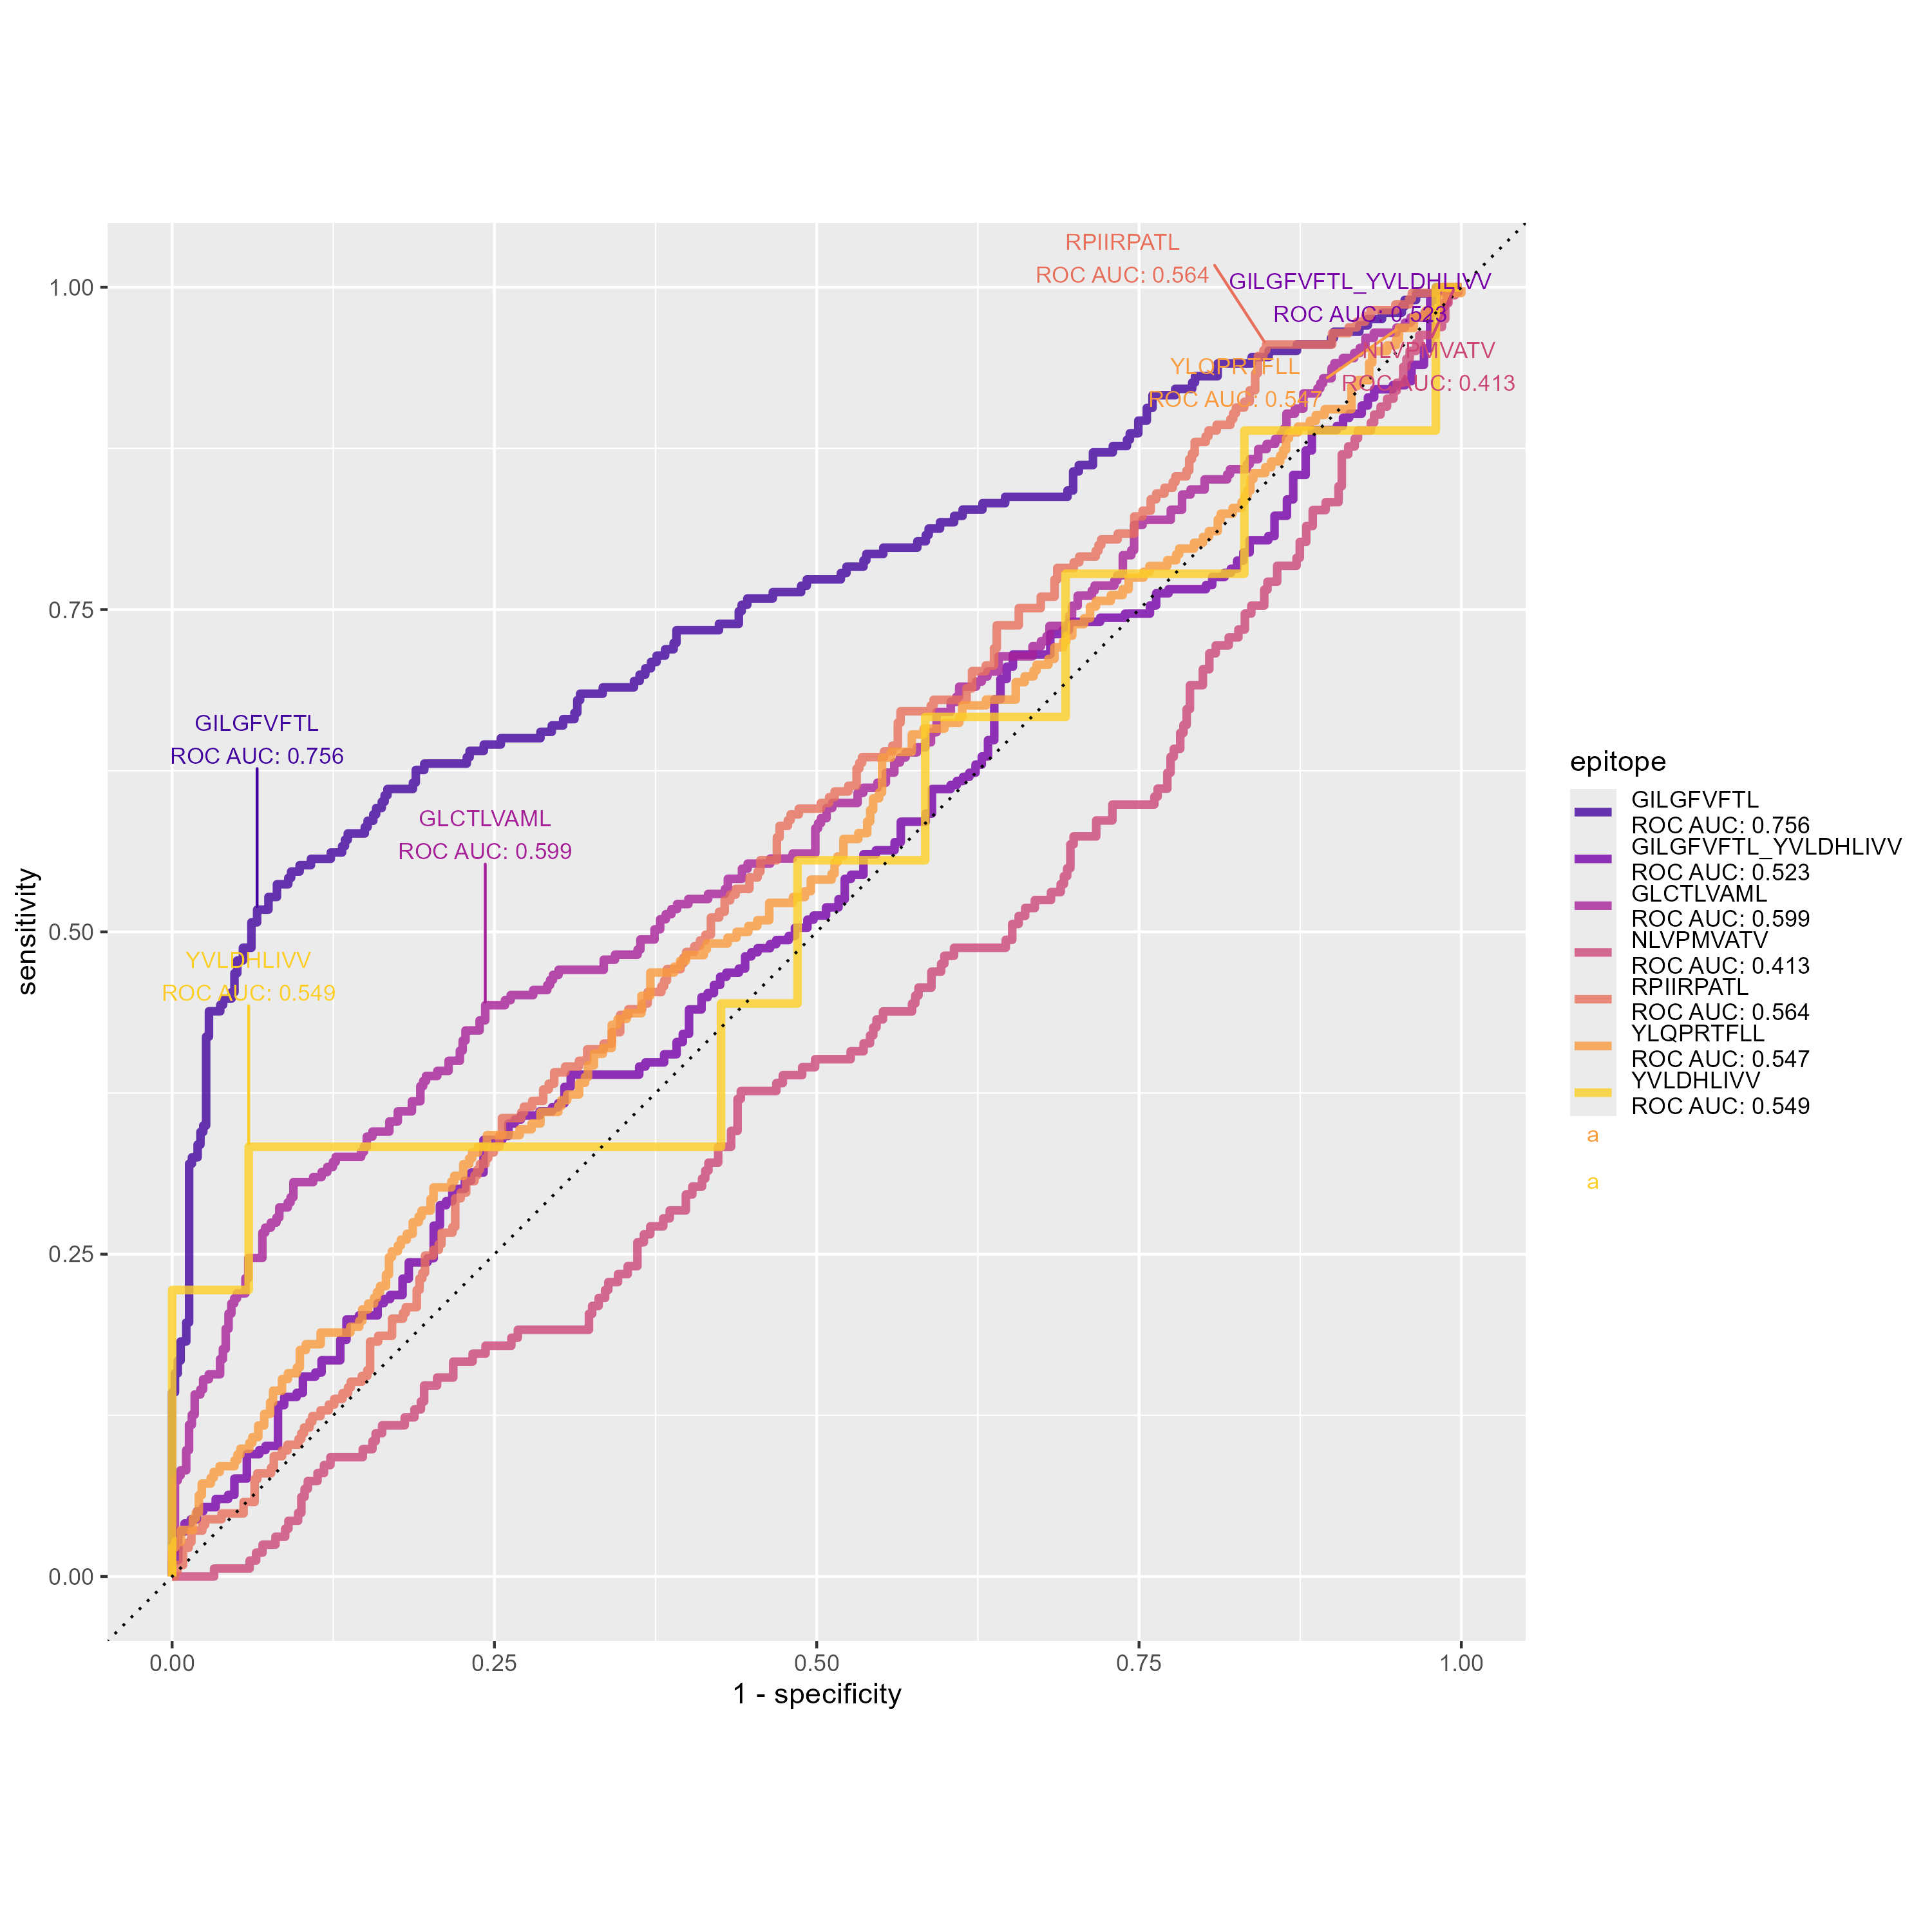 RPIIRPATL
ROC AUC: 0.564
GILGFVFTL_YVLDHLIVV
ROC AUC: 0.523
NLVPMVATV
ROC AUC: 0.413
YLQPRTFLL
ROC AUC: 0.547
GILGFVFTL
ROC AUC: 0.756
GLCTLVAML
ROC AUC: 0.599
YVLDHLIVV
ROC AUC: 0.549
1.00
0.75
0.50
0.25
0.00
sensitivity
0.00
0.25
0.50
0.75
1.00
1 - specificity
epitope
GILGFVFTL
ROC AUC: 0.756
GILGFVFTL_YVLDHLIVV
ROC AUC: 0.523
GLCTLVAML
ROC AUC: 0.599
NLVPMVATV
ROC AUC: 0.413
RPIIRPATL
ROC AUC: 0.564
YLQPRTFLL
ROC AUC: 0.547
YVLDHLIVV
ROC AUC: 0.549
a
a